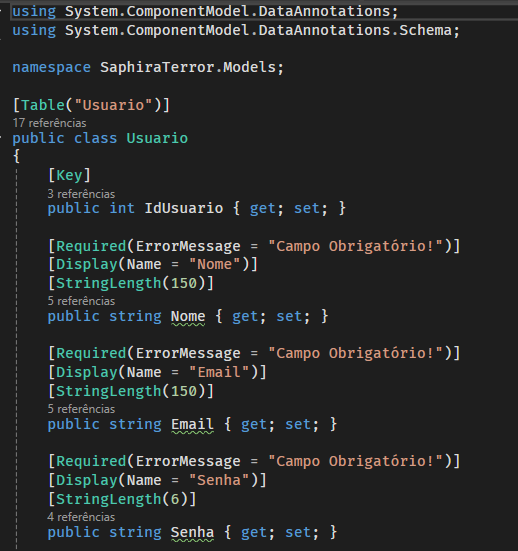 using System.ComponentModel.DataAnnotations;
using System.ComponentModel.DataAnnotations.Schema;
namespace SaphiraTerror.Models;
[Table("Usuario")]
17 referências
public class Usuario
{
[Key]
3 referências
public int IdUsuario { get; set; }
[Required(ErrorMessage = "Campo Obrigatório!")]
[Display(Name = "Nome")]
[StringLength(150)]
5 referências
public string Nome { get; set; }
[Required(ErrorMessage = "Campo Obrigatório!")]
[Display(Name = "Email")]
[StringLength(150)]
5 referências
public string Email { get; set; }
[Required(ErrorMessage = "Campo Obrigatório!")]
[Display(Name = "Senha")]
[StringLength(6)]
4 referências
public string Senha { get; set; }